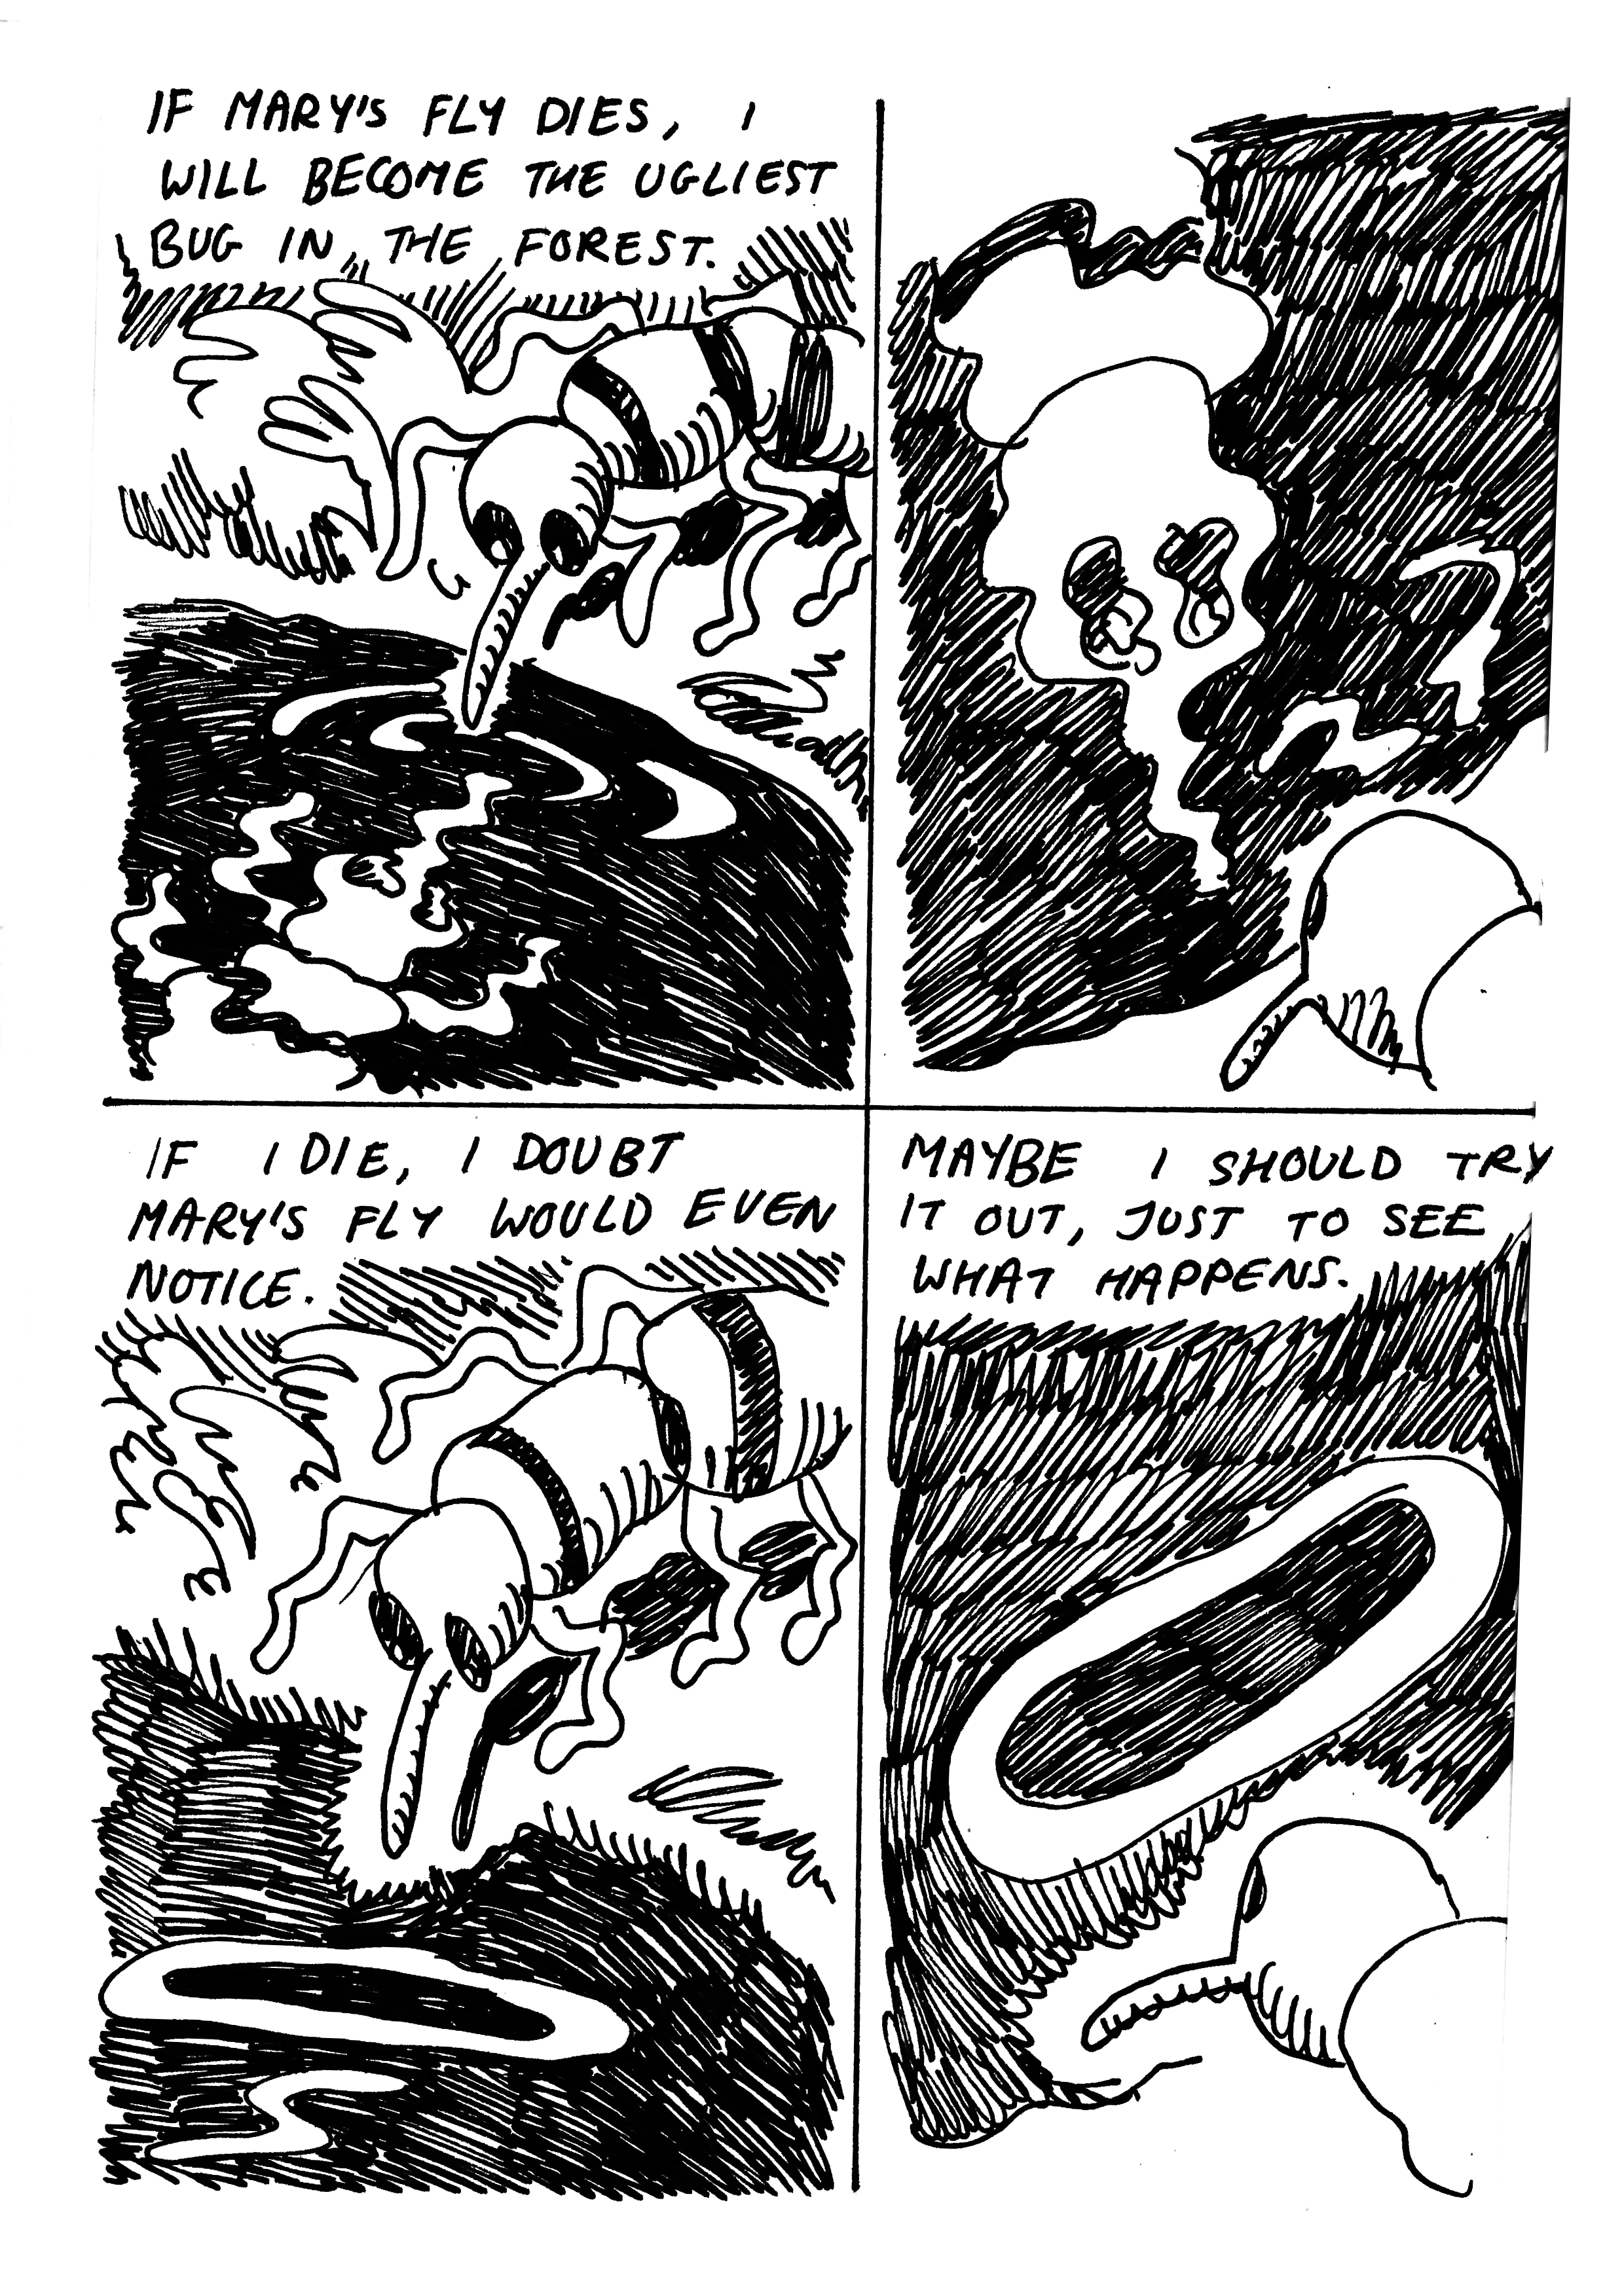 IF MARY'S FLY DIES, I
WILL BECOME THE UGLIEST
BUG IN THE FOREST.
IF I DIE, I DOUBT
MARY'S FLY WOULD EVEN
NOTICE.
MAYBE I SHOULD TRY
IT OUT, JUST TO SEE
WHAT HAPPENS.